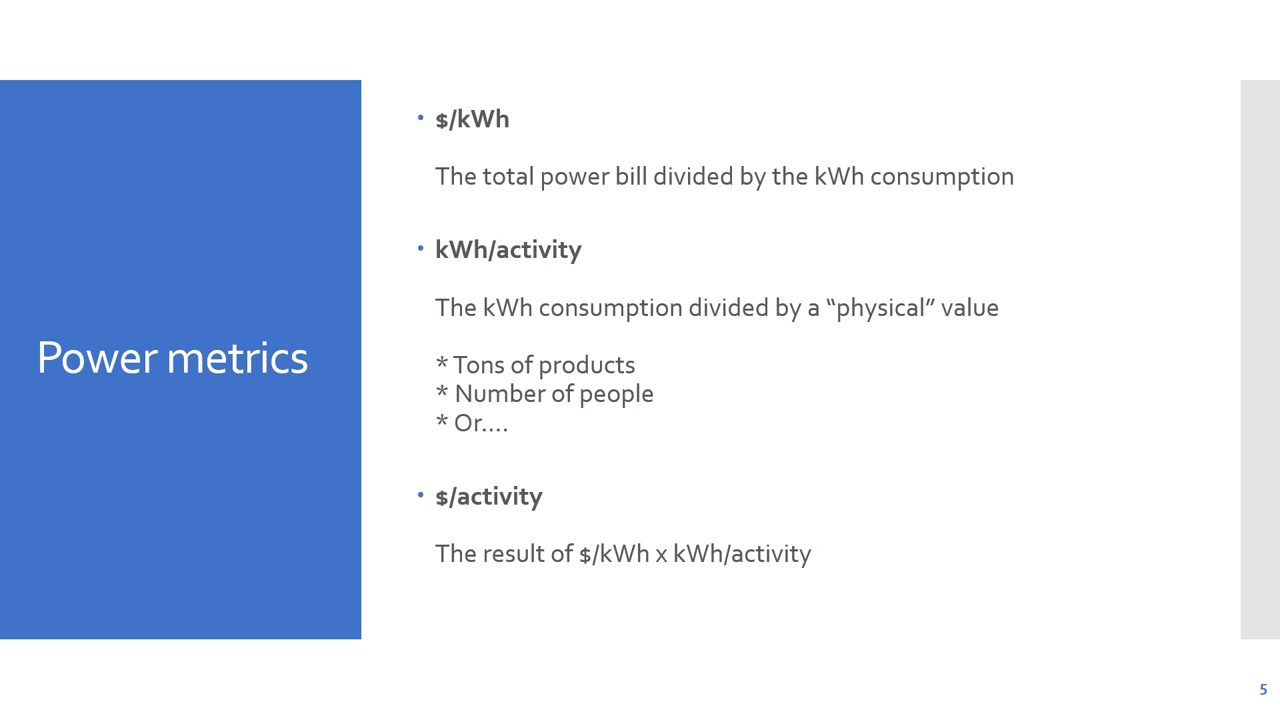 Power metrics
• $/kWh
The total power bill divided by the kWh consumption
• kWh/activity
The kWh consumption divided by a “physical” value
* Tons of products
* Number of people
* Or....
• $/activity
The result of $/kWh x kWh/activity
5